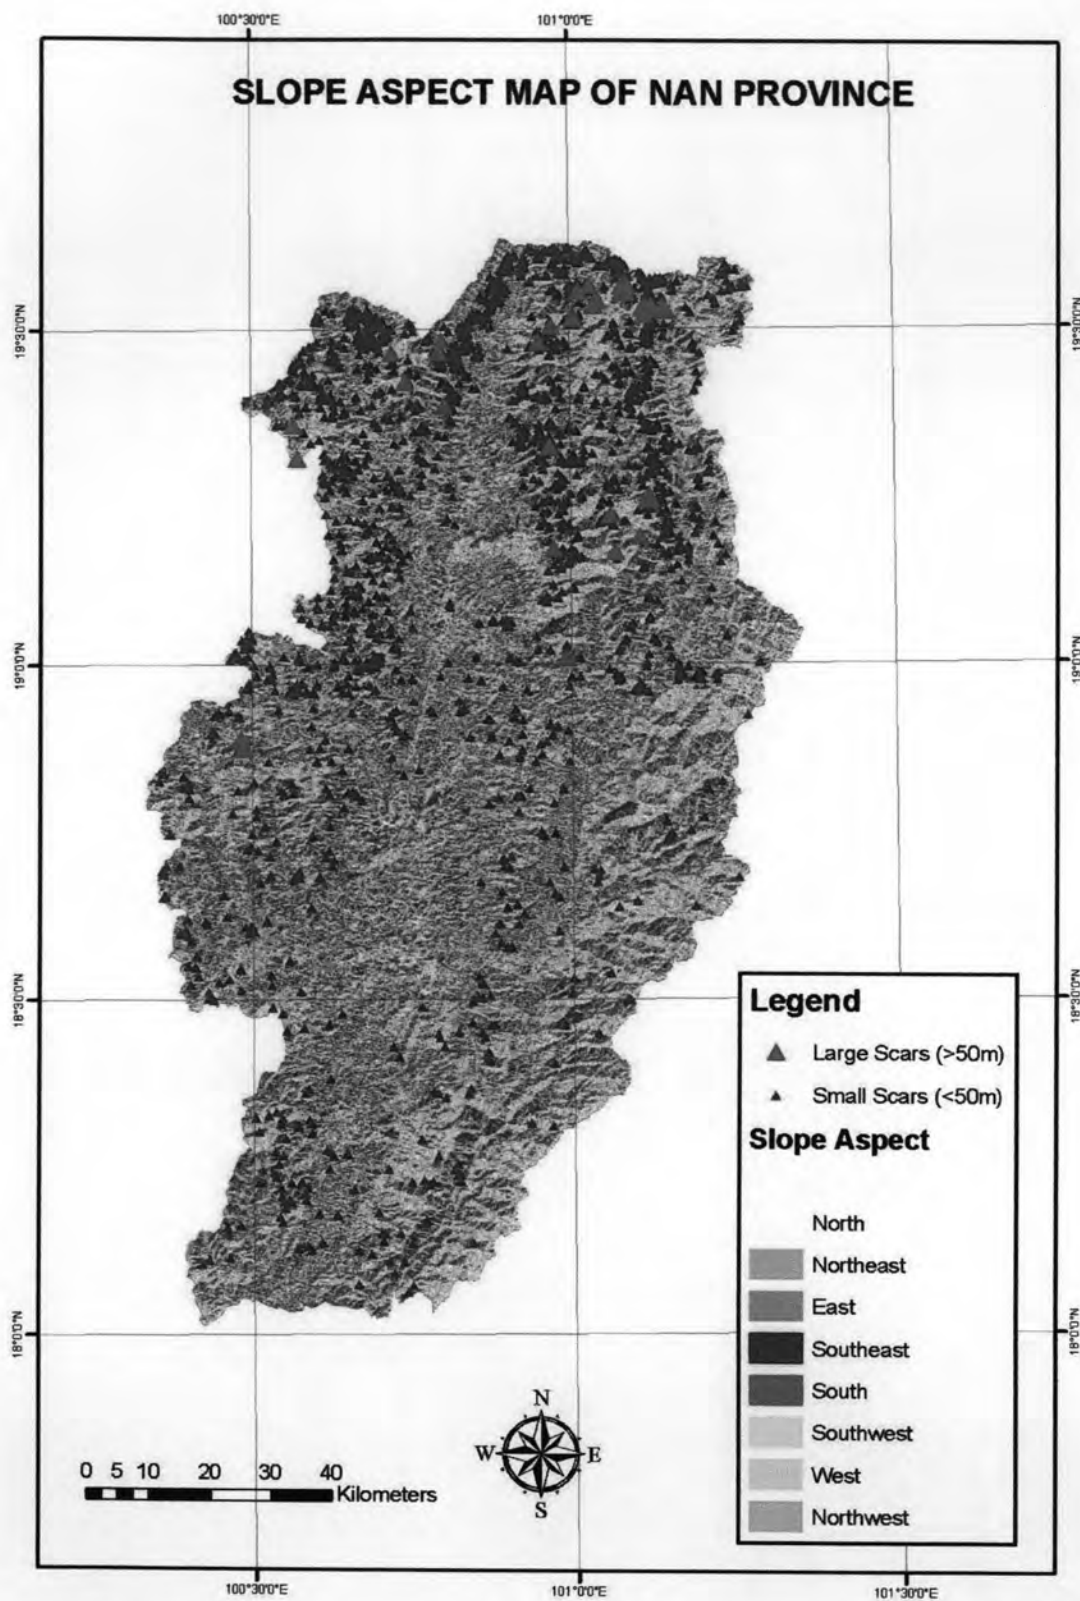 100°30'0"E
101°0'0"E
SLOPE ASPECT MAP OF NAN PROVINCE
19°30'0"N
19°30'0"N
19°0'0"N
19°0'0"N
18°30'0"N
18°30'0"N
18°0'0"N
18°0'0"N
Legend
Large Scars (>50m)
Small Scars (<50m)
Slope Aspect
North
Northeast
East
Southeast
South
Southwest
West
Northwest
N
W
E
S
0 5 10 20 30 40
Kilometers
100°30'0"E
101°0'0"E
101°30'0"E